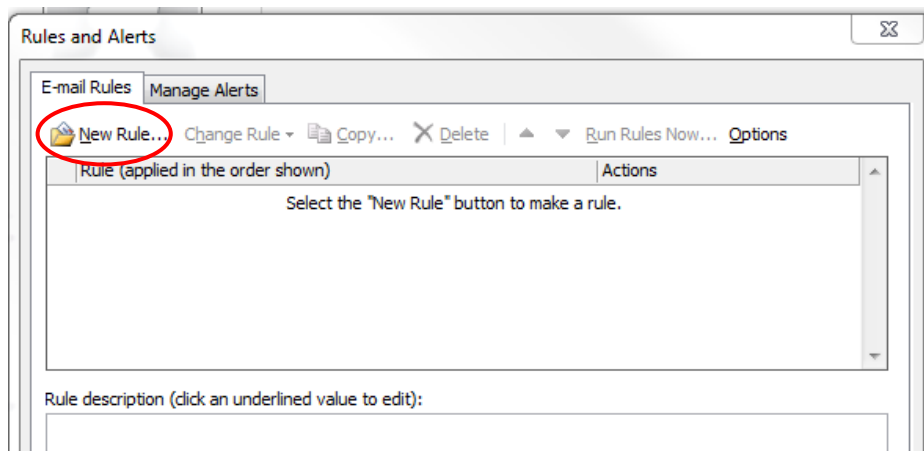 Rules and Alerts
E-mail Rules Manage Alerts
New Rule... Change Rule Copy... Delete Run Rules Now... Options
Rule (applied in the order shown) Actions
Select the "New Rule" button to make a rule.
Rule description (click an underlined value to edit):